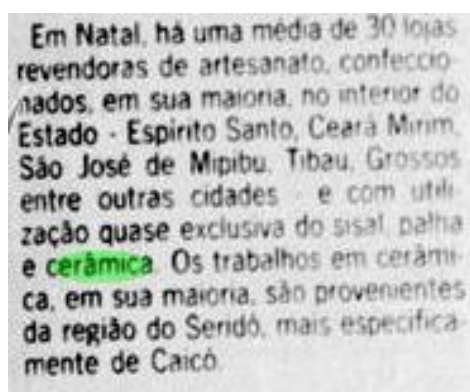 Em Natal, há uma média de 30 lojas
revendoras de artesanato, confeccio-
nados, em sua maioria, no interior do
Estado - Espírito Santo, Ceará Mirim,
São José de Mipibu, Tibau, Grossos
entre outras cidades - e com utili-
zação quase exclusiva do sisal, palha
e cerâmica. Os trabalhos em cerâmi-
ca, em sua maioria, são provenientes
da região do Seridó, mais especifica-
mente de Caicó.